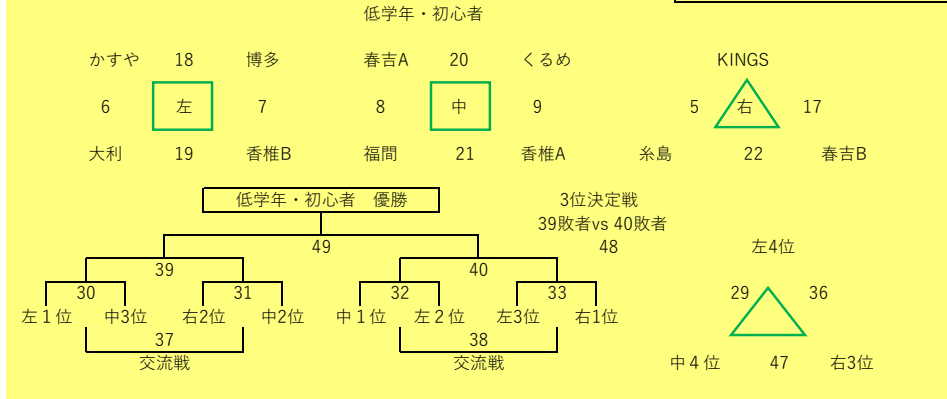 低学年・初心者
かすや 18 博多 春吉A 20 くるめ KINGS
6 左 7 8 中 9 5 右 17
大利 19 香椎B 福間 21 香椎A 糸島 22 春吉B
低学年・初心者　優勝 3位決定戦
39敗者vs 40敗者
49 48 左4位
39 40
30 31 32 33 29 36
左１位 中3位 右2位 中2位 中１位 左２位 左3位 右1位
37 38
交流戦 交流戦 中４位 47 右3位